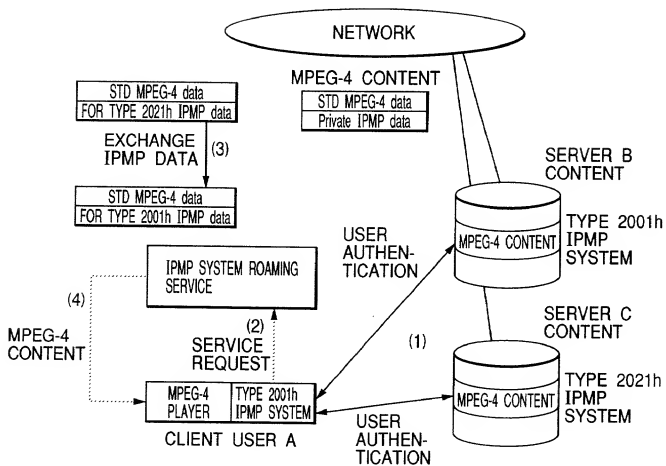 NETWORK
MPEG-4 CONTENT
STD MPEG-4 data
Private IPMP data
STD MPEG-4 data
FOR TYPE 2021h IPMP data
EXCHANGE
IPMP DATA
(3)
STD MPEG-4 data
FOR TYPE 2001h IPMP data
SERVER B
CONTENT
MPEG-4 CONTENT
TYPE 2001h
IPMP
SYSTEM
USER
AUTHEN-
TICATION
IPMP SYSTEM ROAMING
SERVICE
(4)
MPEG-4
CONTENT
(2)
SERVICE
REQUEST
(1)
SERVER C
CONTENT
MPEG-4 CONTENT
TYPE 2021h
IPMP
SYSTEM
MPEG-4
PLAYER
TYPE 2001h
IPMP SYSTEM
CLIENT USER A
USER
AUTHEN-
TICATION